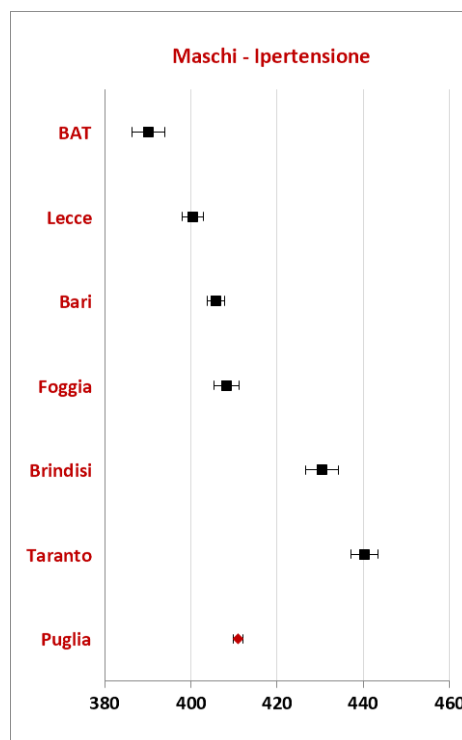 Maschi - Ipertensione
BAT
Lecce
Bari
Foggia
Brindisi
Taranto
Puglia
380 400 420 440 460